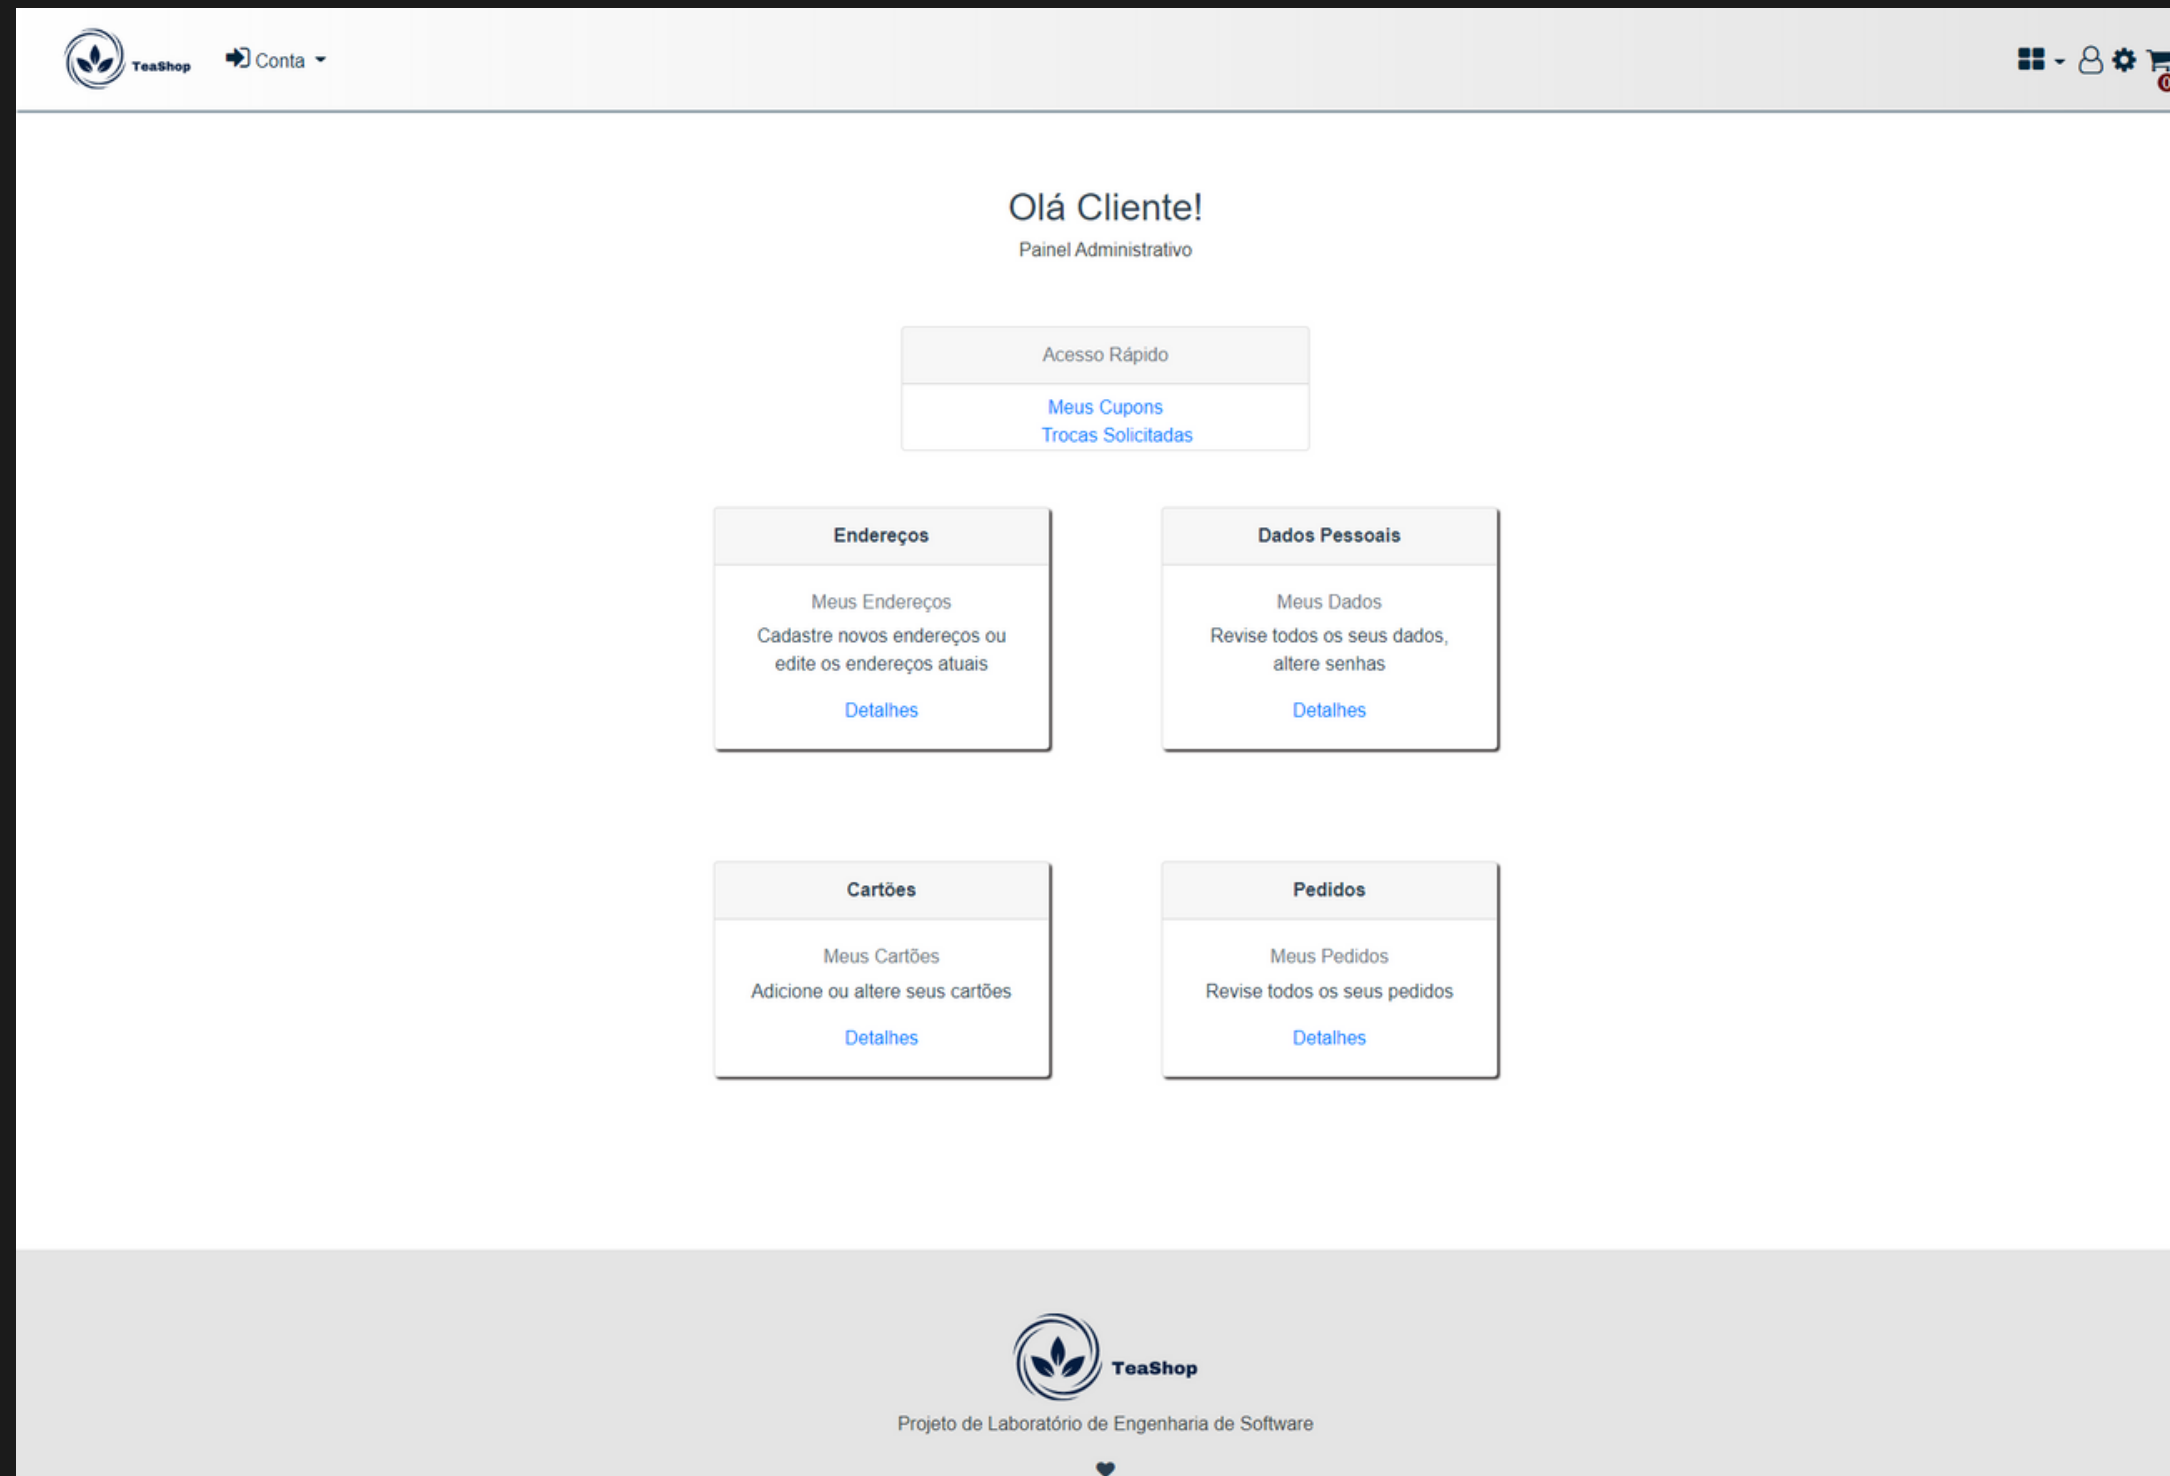 TeaShop
Conta
0
Olá Cliente!
Painel Administrativo
Acesso Rápido
Meus Cupons
Trocas Solicitadas
Endereços
Meus Endereços
Cadastre novos endereços ou
edite os endereços atuais
Detalhes
Dados Pessoais
Meus Dados
Revise todos os seus dados,
altere senhas
Detalhes
Cartões
Meus Cartões
Adicione ou altere seus cartões
Detalhes
Pedidos
Meus Pedidos
Revise todos os seus pedidos
Detalhes
TeaShop
Projeto de Laboratório de Engenharia de Software